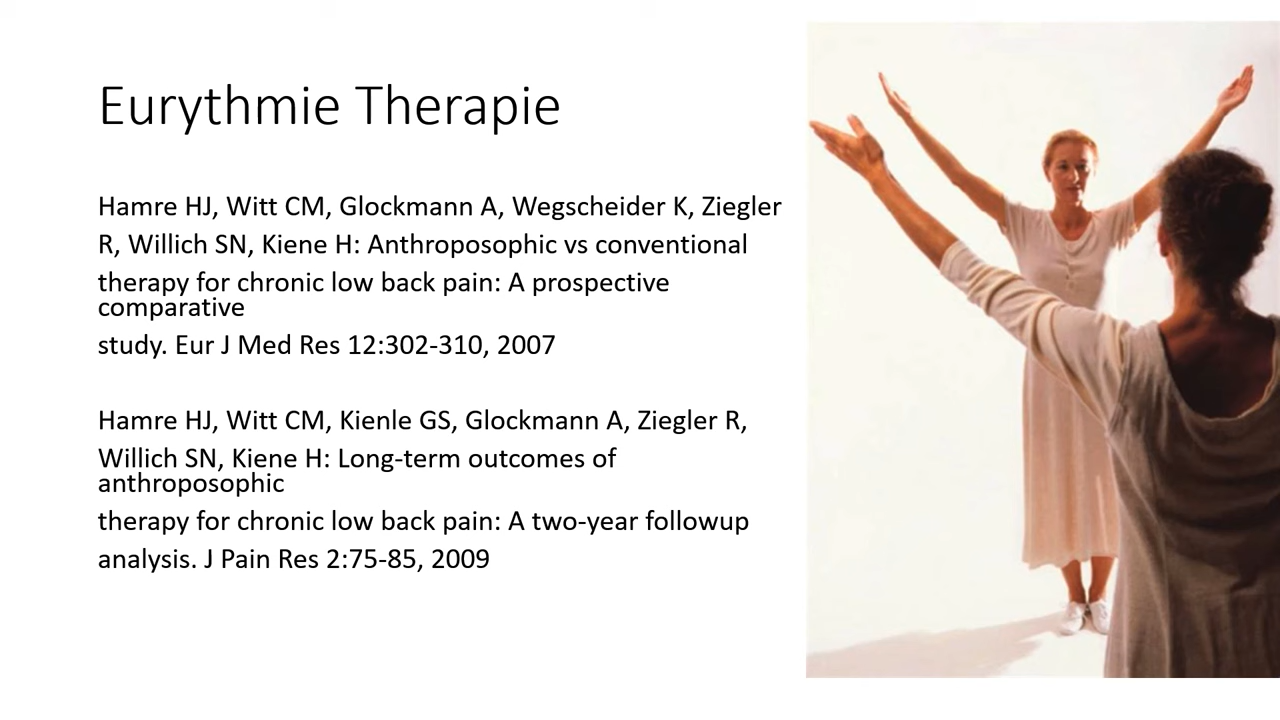 Eurythmie Therapie
Hamre HJ, Witt CM, Glockmann A, Wegscheider K, Ziegler
R, Willich SN, Kiene H: Anthroposophic vs conventional
therapy for chronic low back pain: A prospective
comparative
study. Eur J Med Res 12:302-310, 2007
Hamre HJ, Witt CM, Kienle GS, Glockmann A, Ziegler R,
Willich SN, Kiene H: Long-term outcomes of
anthroposophic
therapy for chronic low back pain: A two-year followup
analysis. J Pain Res 2:75-85, 2009